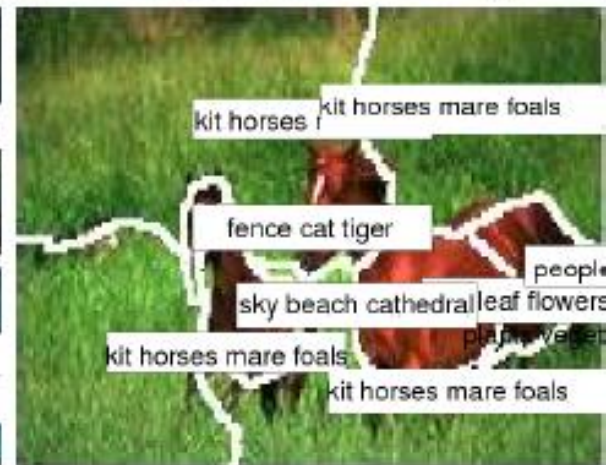 kit horses mare foals
kit horses
fence cat tiger
people
sky beach cathedral
leaf flowers
kit horses mare foals
kit horses mare foals